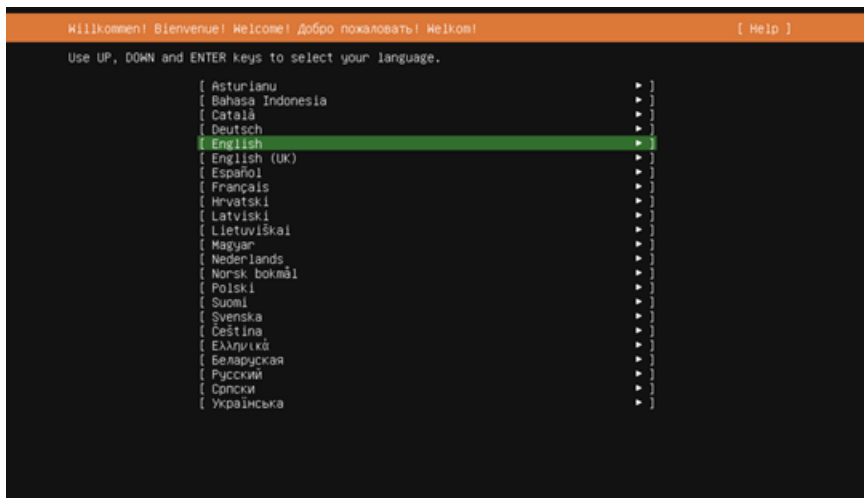 Willkommen! Bienvenue! Welcome! Добро пожаловать! Welkom! [ Help ]
Use UP, DOWN and ENTER keys to select your language.
[ Asturianu ► ]
[ Bahasa Indonesia ► ]
[ Català ► ]
[ Deutsch ► ]
[ English ► ]
[ English (UK) ► ]
[ Español ► ]
[ Français ► ]
[ Hrvatski ► ]
[ Latviski ► ]
[ Lietuviškai ► ]
[ Magyar ► ]
[ Nederlands ► ]
[ Norsk bokmål ► ]
[ Polski ► ]
[ Suomi ► ]
[ Svenska ► ]
[ Čeština ► ]
[ Ελληνικά ► ]
[ Беларуская ► ]
[ Русский ► ]
[ Српски ► ]
[ Українська ► ]